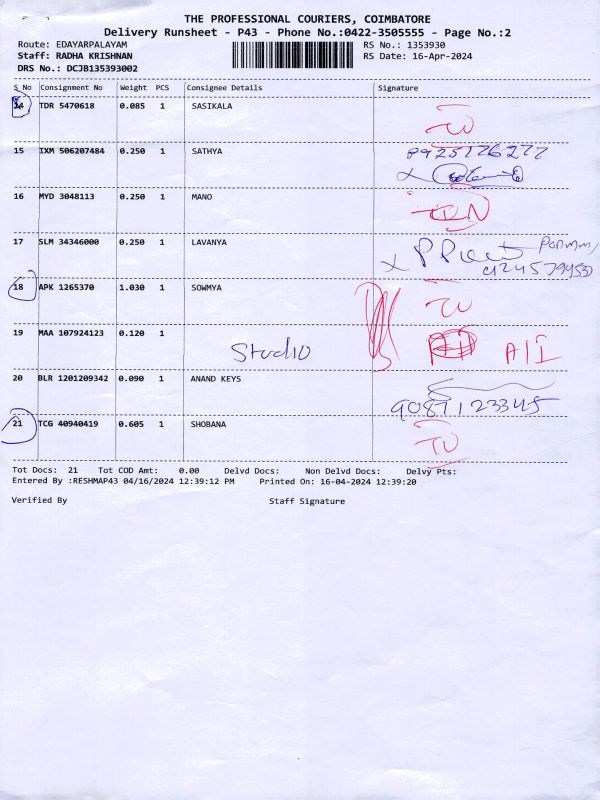 THE PROFESSIONAL COURIERS, COIMBATORE
Delivery Runsheet - P43 - Phone No.:0422-3505555 - Page No.:2
Route: EDAYARPALAYAM RS No.: 1353930
Staff: RADHA KRISHNAN RS Date: 16-Apr-2024
DRS No.: DCJB135393002
S No Consignment No Weight PCS Consignee Details Signature
14 TDR 5470618 0.085 1 SASIKALA
15 IXM 506207484 0.250 1 SATHYA 8925176277
16 MYD 3048113 0.250 1 MANO
17 SLM 34346000 0.250 1 LAVANYA
18 APK 1265370 1.030 1 SOWMYA
19 MAA 107924123 0.120 1
Studio
20 BLR 1201209342 0.090 1 ANAND KEYS
9087123345
21 TCG 40940419 0.605 1 SHOBANA
Tot Docs: 21 Tot COD Amt: 0.00 Delvd Docs: Non Delvd Docs: Delvy Pts:
Entered By :RESHMAP43 04/16/2024 12:39:12 PM Printed On: 16-04-2024 12:39:20
Verified By Staff Signature